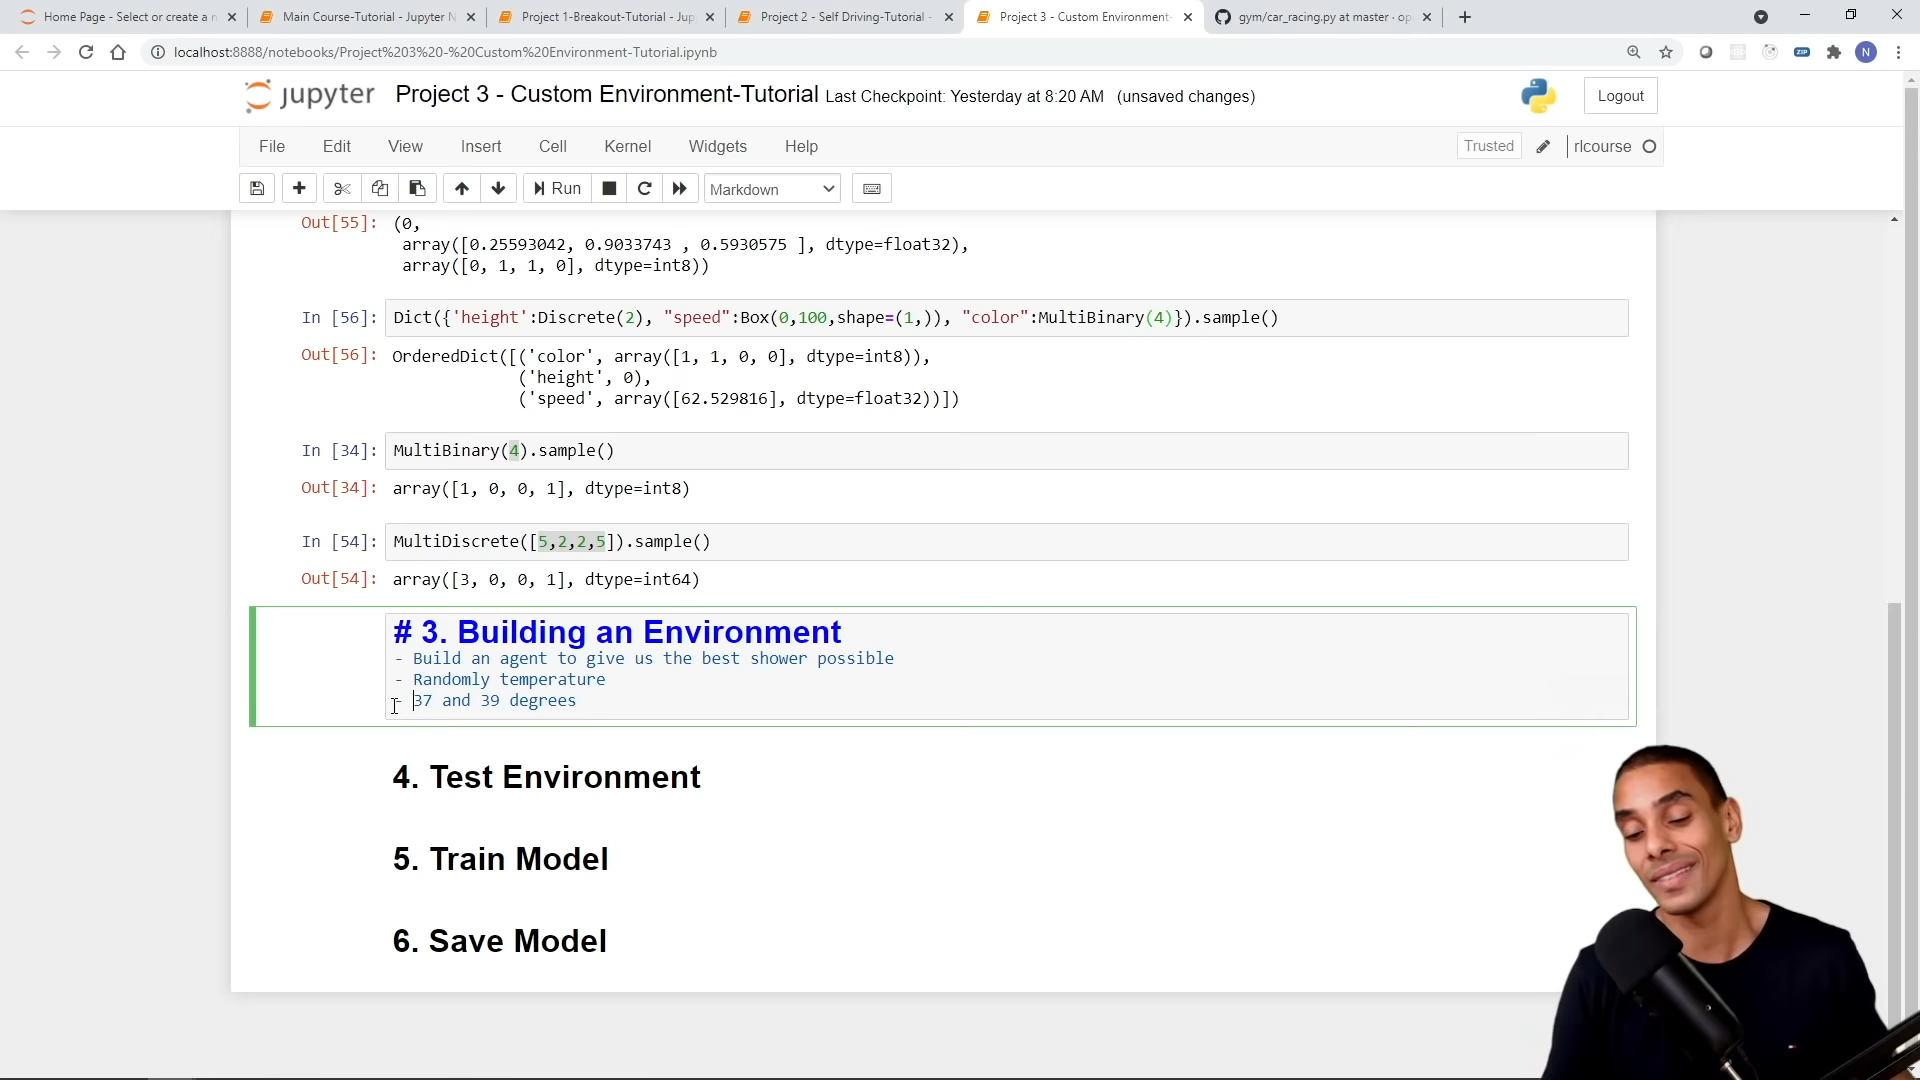 Home Page - Select or create a n
Main Course-Tutorial - Jupyter N
Project 1-Breakout-Tutorial - Jup
Project 2 - Self Driving-Tutorial -
Project 3 - Custom Environment-
gym/car_racing.py at master · op
localhost:8888/notebooks/Project%203%20-%20Custom%20Environment-Tutorial.ipynb
ZIP
N
jupyter Project 3 - Custom Environment-Tutorial Last Checkpoint: Yesterday at 8:20 AM (unsaved changes)
Logout
File Edit View Insert Cell Kernel Widgets Help
Trusted
rlcourse
Run
Markdown
Out[55]: (0,
array([0.25593042, 0.9033743 , 0.5930575 ], dtype=float32),
array([0, 1, 1, 0], dtype=int8))
In [56]: Dict({'height':Discrete(2), "speed":Box(0,100,shape=(1,)), "color":MultiBinary(4)}).sample()
Out[56]: OrderedDict([('color', array([1, 1, 0, 0], dtype=int8)),
('height', 0),
('speed', array([62.529816], dtype=float32))])
In [34]: MultiBinary(4).sample()
Out[34]: array([1, 0, 0, 1], dtype=int8)
In [54]: MultiDiscrete([5,2,2,5]).sample()
Out[54]: array([3, 0, 0, 1], dtype=int64)
# 3. Building an Environment
- Build an agent to give us the best shower possible
- Randomly temperature
- 37 and 39 degrees
4. Test Environment
5. Train Model
6. Save Model